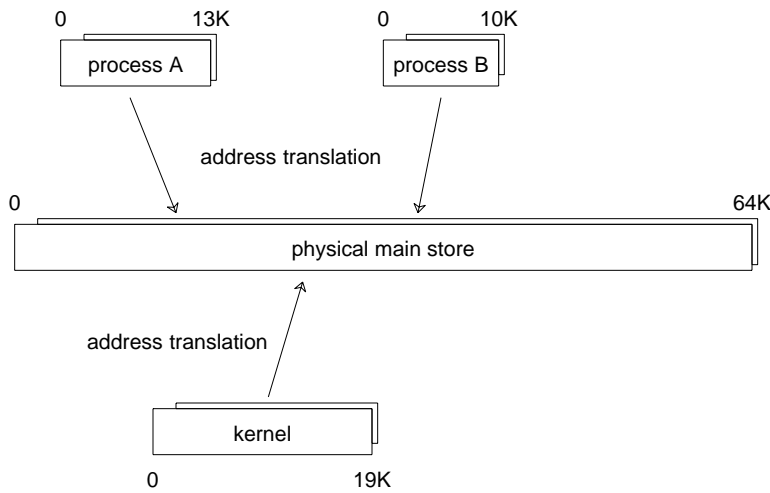 0 13K 0 10K
process A process B
address translation
0 64K
physical main store
address translation
kernel
0 19K